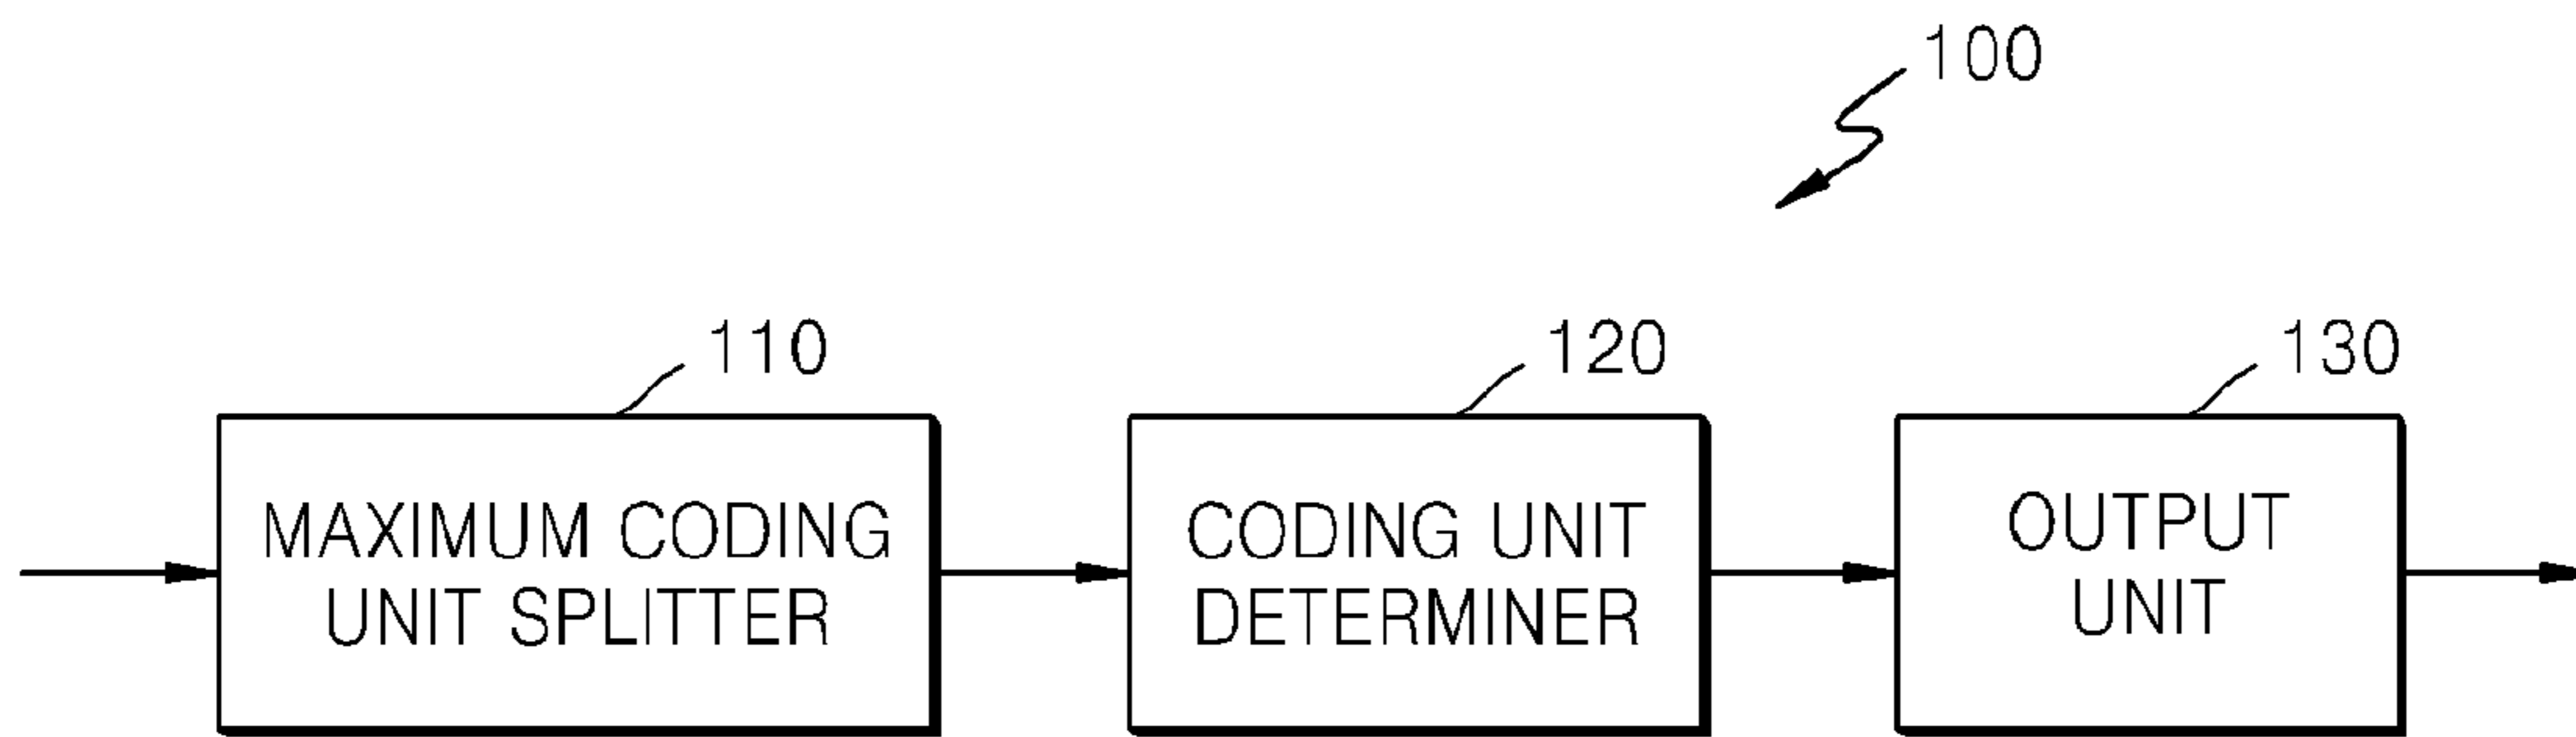 100
110
120
130
MAXIMUM CODING
UNIT SPLITTER
CODING UNIT
DETERMINER
OUTPUT
UNIT